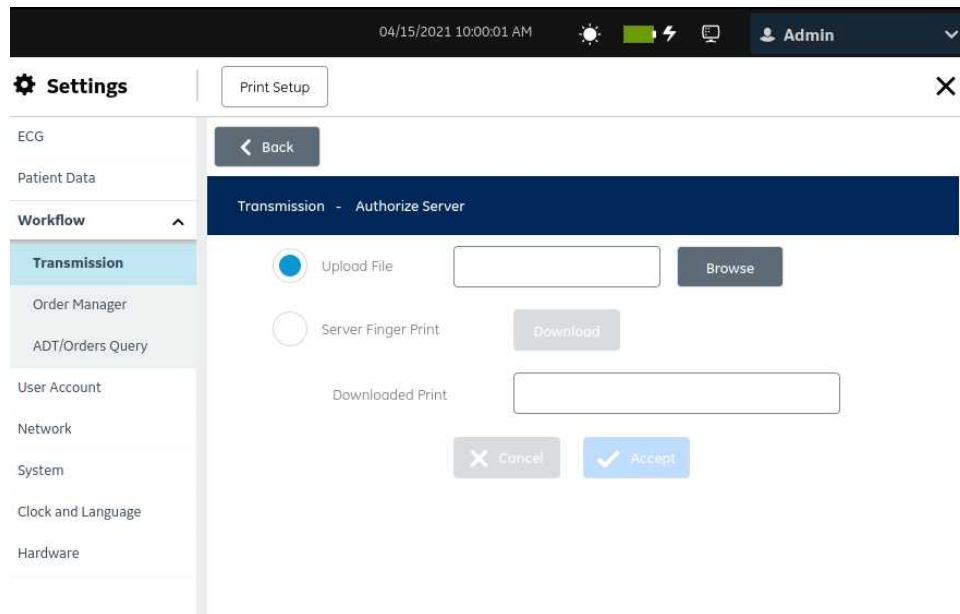 04/15/2021 10:00:01 AM
Admin
Settings
Print Setup
ECG
Back
Patient Data
Workflow
Transmission - Authorize Server
Transmission
Upload File
Browse
Order Manager
Server Finger Print
Download
ADT/Orders Query
User Account
Downloaded Print
Network
Cancel
Accept
System
Clock and Language
Hardware